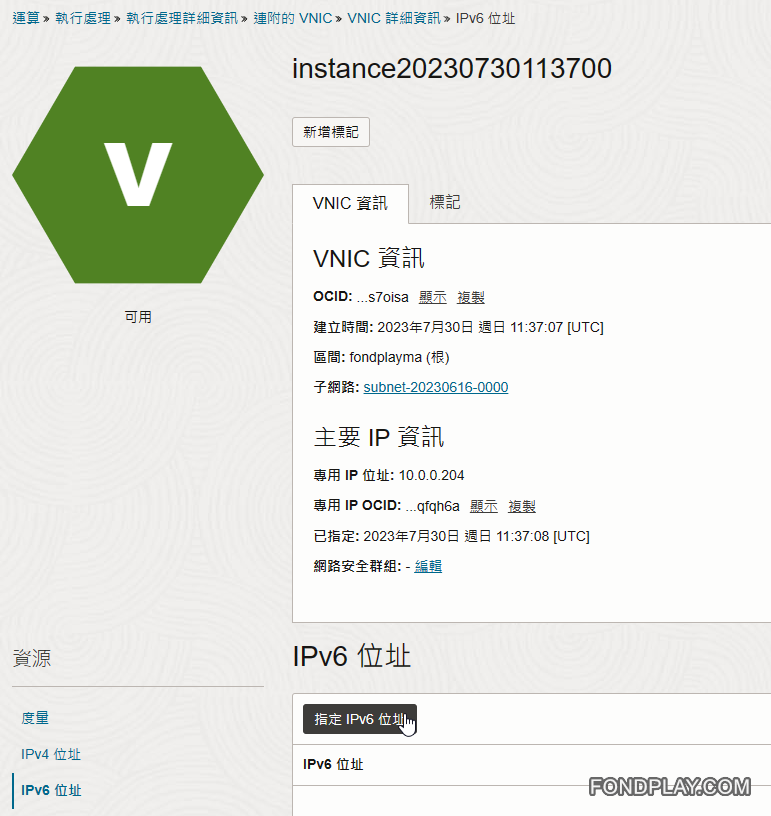 運算 » 執行處理 » 執行處理詳細資訊 » 連附的 VNIC » VNIC 詳細資訊 » IPv6 位址
instance20230730113700
新增標記
V
可用
VNIC 資訊
標記
VNIC 資訊
OCID: ...s7oisa 顯示 複製
建立時間: 2023年7月30日 週日 11:37:07 [UTC]
區間: fondplayma (根)
子網路: subnet-20230616-0000
主要 IP 資訊
專用 IP 位址: 10.0.0.204
專用 IP OCID: ...qfqh6a 顯示 複製
已指定: 2023年7月30日 週日 11:37:08 [UTC]
網路安全群組: - 編輯
資源
度量
IPv4 位址
IPv6 位址
IPv6 位址
指定 IPv6 位址
IPv6 位址
FONDPLAY.COM